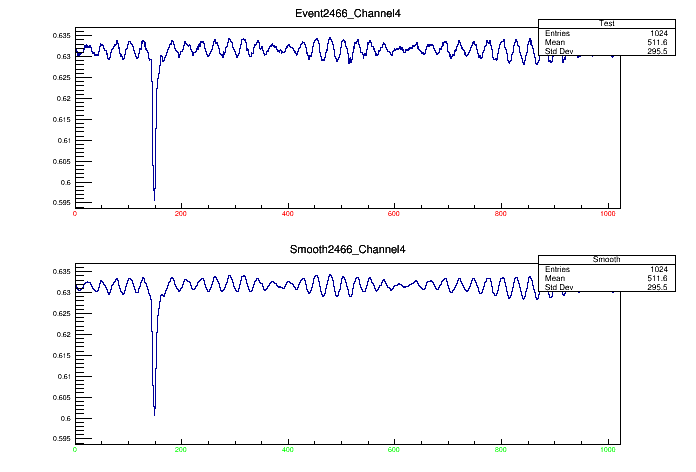 Event2466_Channel4
Test
Entries 1024
Mean 511.6
Std Dev 295.5
0.635
0.63
0.625
0.62
0.615
0.61
0.605
0.6
0.595
0 200 400 600 800 1000
Smooth2466_Channel4
Smooth
Entries 1024
Mean 511.6
Std Dev 295.5
0.635
0.63
0.625
0.62
0.615
0.61
0.605
0.6
0.595
0 200 400 600 800 1000